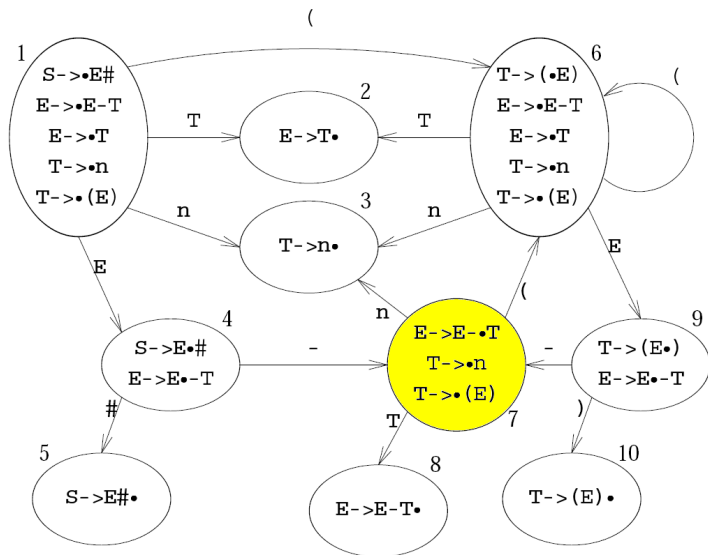 (
1
S->•E#
E->•E-T
E->•T
T->•n
T->•(E)
T
2
E->T•
T
6
T->(•E)
E->•E-T
E->•T
T->•n
T->•(E)
(
n
3
T->n•
n
E
4
S->E•#
E->E•-T
-
n
E->E-•T
T->•n
T->•(E)
7
(
-
E
9
T->(E•)
E->E•-T
#
5
S->E#•
T
8
E->E-T•
)
10
T->(E)•